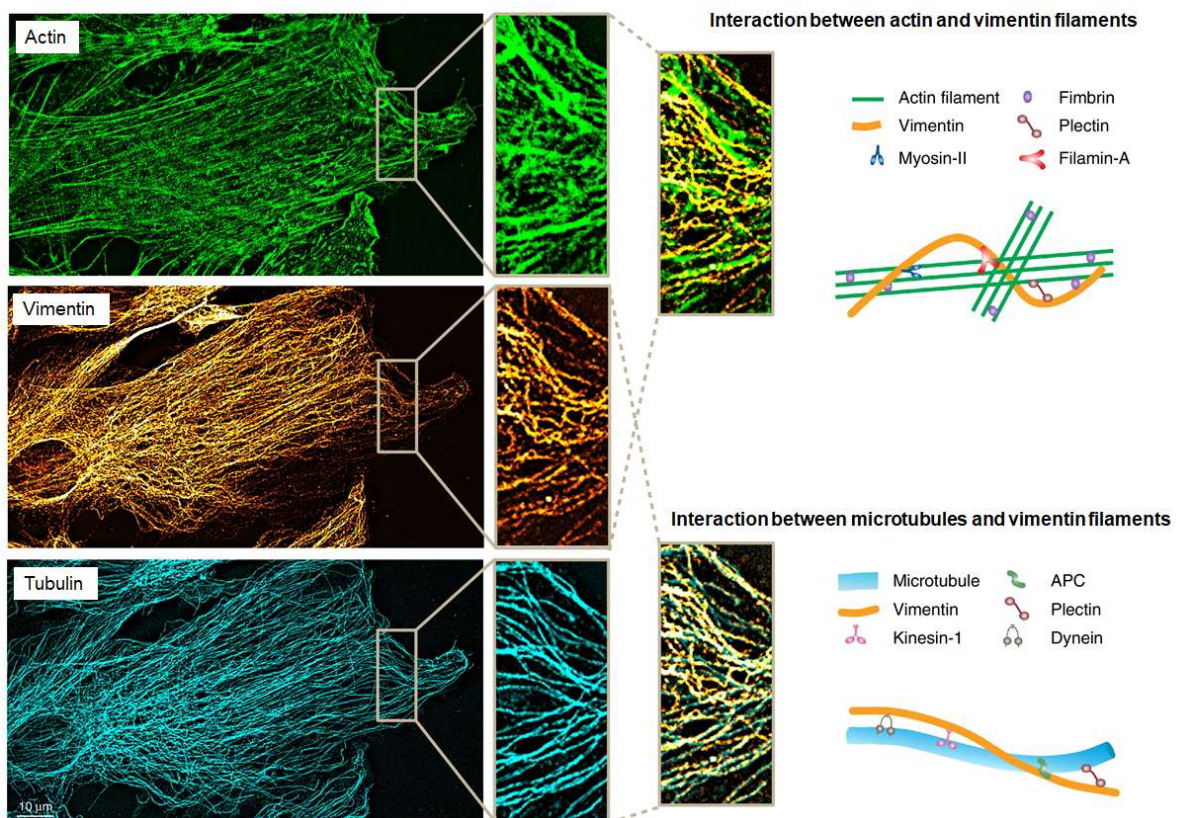 Actin
Interaction between actin and vimentin filaments
Actin filament
Fimbrin
Vimentin
Plectin
Myosin-II
Filamin-A
Vimentin
Interaction between microtubules and vimentin filaments
Tubulin
Microtubule
APC
Vimentin
Plectin
Kinesin-1
Dynein
10 μm